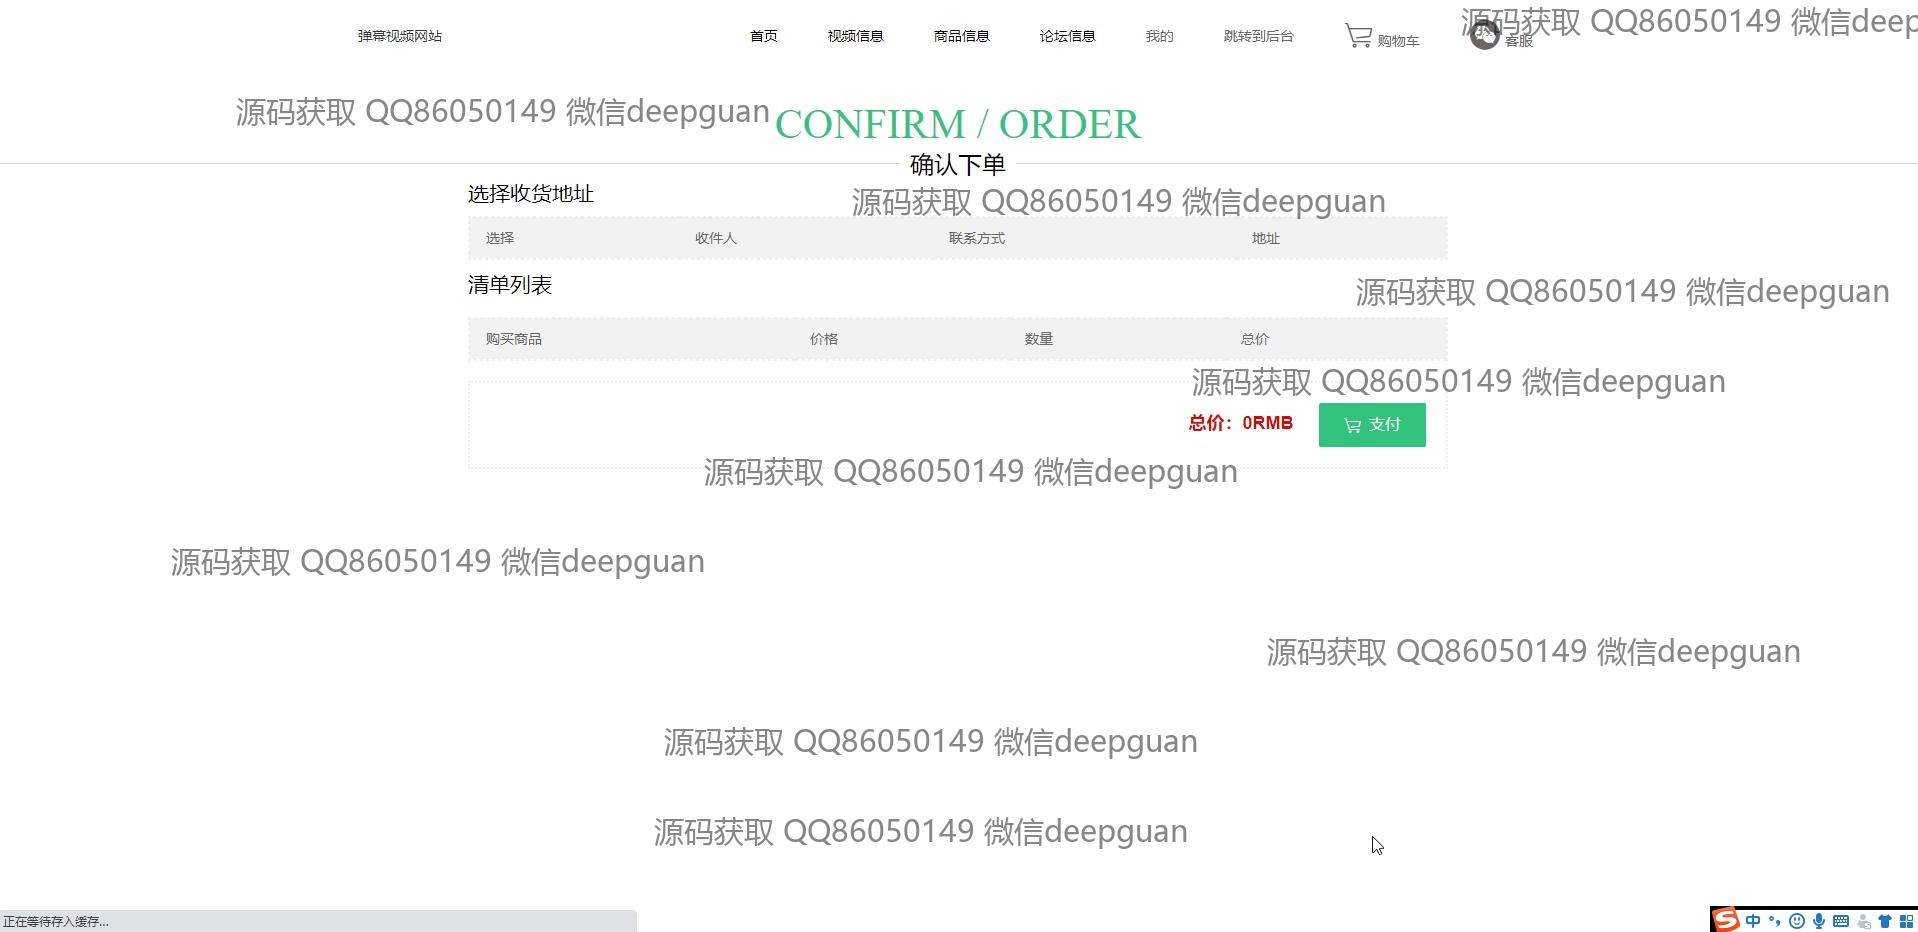 弹幕视频网站 首页 视频信息 商品信息 论坛信息 我的 跳转到后台 购物车 客服
源码获取 QQ86050149 微信deep
源码获取 QQ86050149 微信deepguan
CONFIRM / ORDER
确认下单
选择收货地址
源码获取 QQ86050149 微信deepguan
选择 收件人 联系方式 地址
清单列表
源码获取 QQ86050149 微信deepguan
购买商品 价格 数量 总价
源码获取 QQ86050149 微信deepguan
总价：0RMB 支付
源码获取 QQ86050149 微信deepguan
源码获取 QQ86050149 微信deepguan
源码获取 QQ86050149 微信deepguan
源码获取 QQ86050149 微信deepguan
源码获取 QQ86050149 微信deepguan
正在等待存入缓存... 中